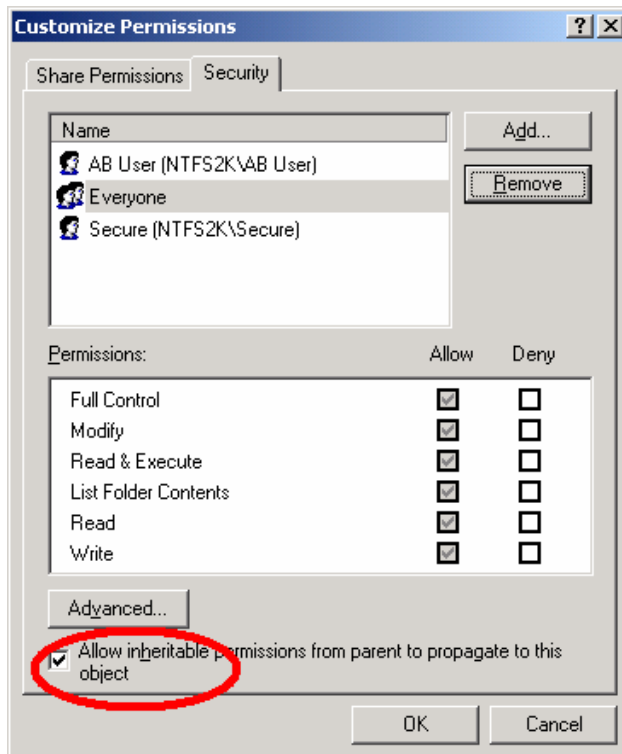 Customize Permissions
Share Permissions Security
Name
Add...
AB User (NTFS2K\AB User)
Remove
Everyone
Secure (NTFS2K\Secure)
Permissions: Allow Deny
Full Control
Modify
Read & Execute
List Folder Contents
Read
Write
Advanced...
Allow inheritable permissions from parent to propagate to this
object
OK Cancel